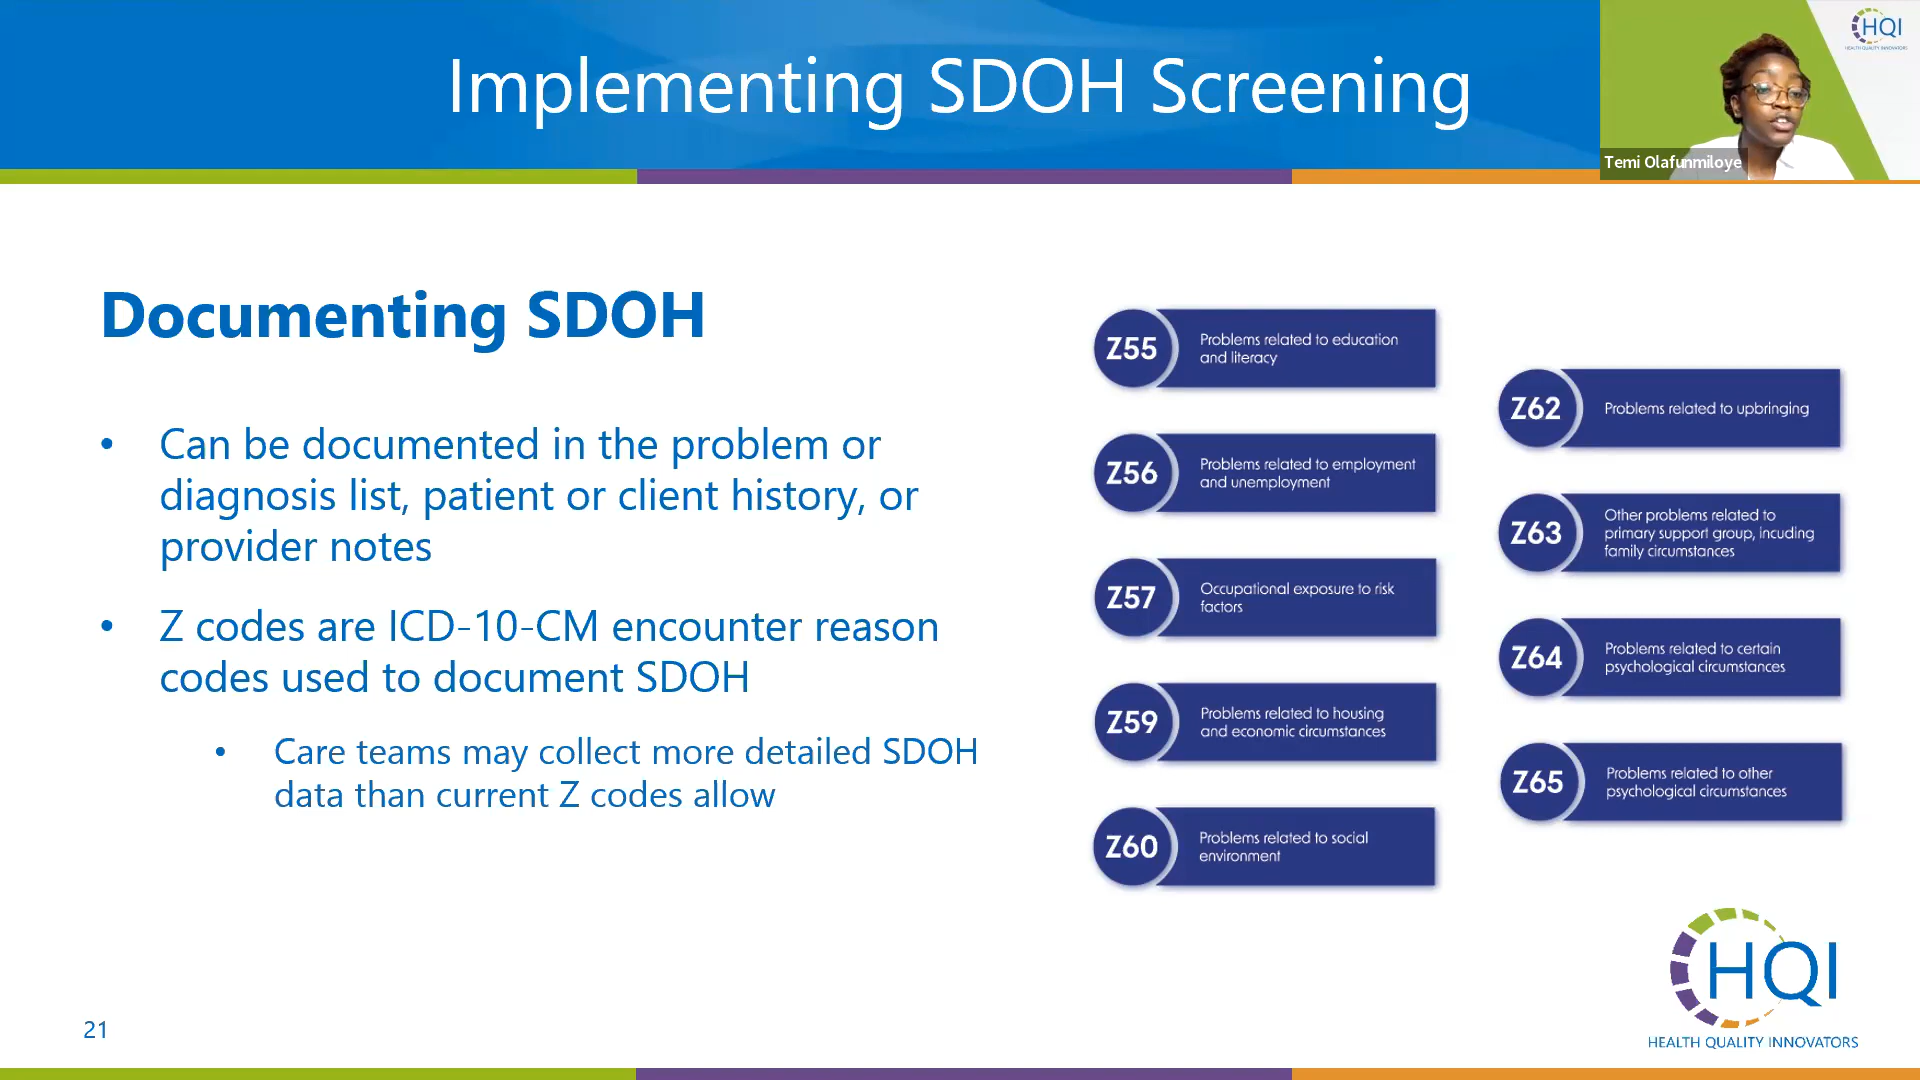 Implementing SDOH Screening
HQI
HEALTH QUALITY INNOVATORS
Temi Olafunmiloye
Documenting SDOH
• Can be documented in the problem or
diagnosis list, patient or client history, or
provider notes
• Z codes are ICD-10-CM encounter reason
codes used to document SDOH
• Care teams may collect more detailed SDOH
data than current Z codes allow
Z55
Problems related to education
and literacy
Z56
Problems related to employment
and unemployment
Z57
Occupational exposure to risk
factors
Z59
Problems related to housing
and economic circumstances
Z60
Problems related to social
environment
Z62
Problems related to upbringing
Z63
Other problems related to
primary support group, incuding
family circumstances
Z64
Problems related to certain
psychological circumstances
Z65
Problems related to other
psychological circumstances
HQI
HEALTH QUALITY INNOVATORS
21